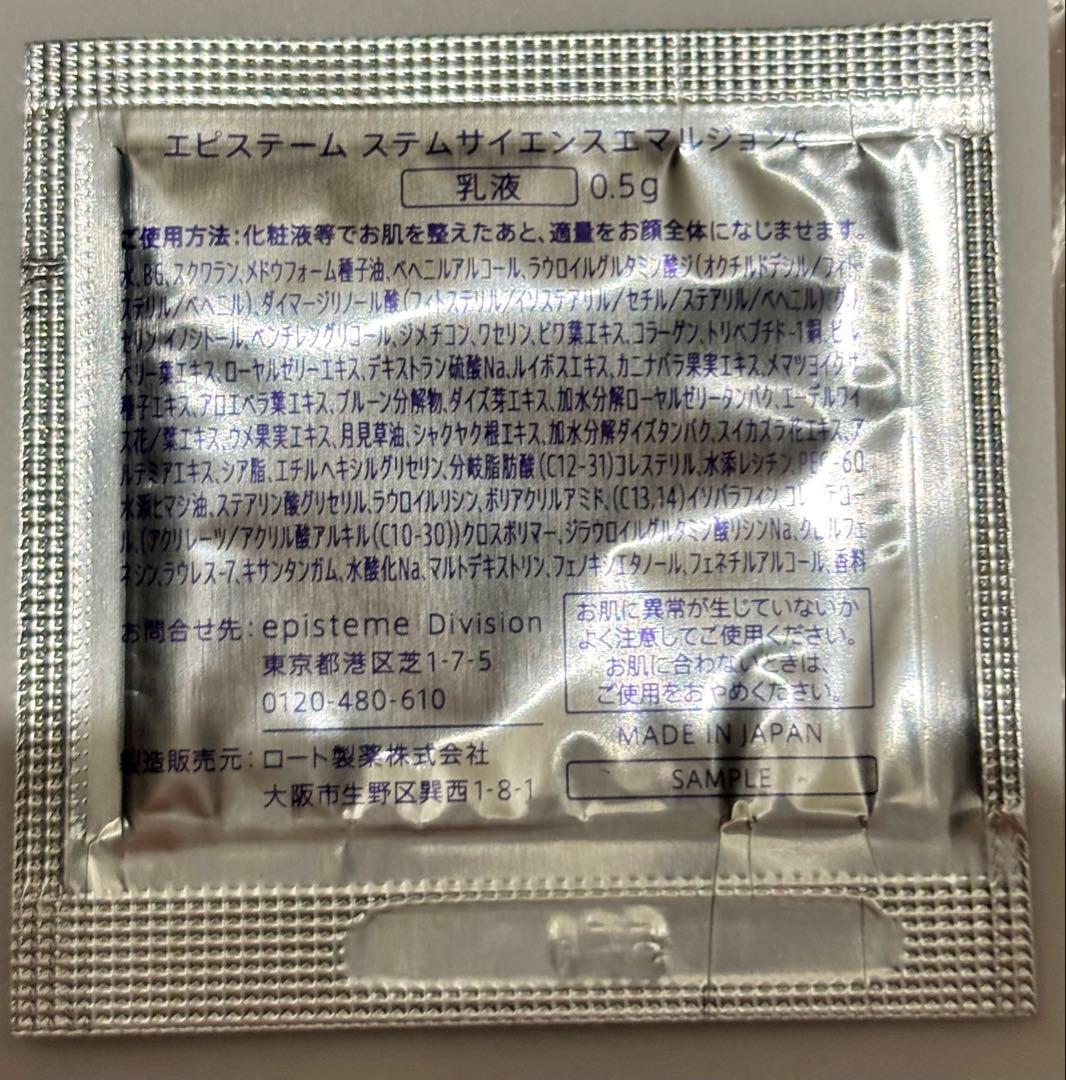 エピステーム ステムサイエンスエマルジョンc
乳液 0.5g
ご使用方法:化粧液等でお肌を整えたあと、適量をお顔全体になじませます。
水、BG、スクワラン、メドウフォーム種子油、ベヘニルアルコール、ラウロイルグルタミン酸ジ(オクチルドデシル/フィト
ステリル/ベヘニル)、ダイマージリノール酸(フィトステリル/イソステアリル/セチル/ステアリル/ベヘニル)、グリ
セリン、イノシトール、ペンチレングリコール、ジメチコン、ワセリン、ビワ葉エキス、コラーゲン、トリペプチド-1銅、ビル
ベリー葉エキス、ローヤルゼリーエキス、デキストラン硫酸Na、ルイボスエキス、カニナバラ果実エキス、メマツヨイグサ
種子エキス、アロエベラ葉エキス、プルーン分解物、ダイズ芽エキス、加水分解ローヤルゼリータンパク、エーデルワイ
ス花/葉エキス、ウメ果実エキス、月見草油、シャクヤク根エキス、加水分解ダイズタンパク、スイカズラ花エキス、ア
ルテミアエキス、シア脂、エチルヘキシルグリセリン、分岐脂肪酸(C12-31)コレステリル、水添レシチン、PEG-60
水添ヒマシ油、ステアリン酸グリセリル、ラウロイルリシン、ポリアクリルアミド、(C13,14)イソパラフィン、コレステロー
ル、(アクリレーツ/アクリル酸アルキル(C10-30))クロスポリマー、ジラウロイルグルタミン酸リシンNa、クロルフェ
ネシン、ラウレス-7、キサンタンガム、水酸化Na、マルトデキストリン、フェノキシエタノール、フェネチルアルコール、香料
お問合せ先:episteme Division
東京都港区芝1-7-5
0120-480-610
製造販売元:ロート製薬株式会社
大阪市生野区巽西1-8-1
お肌に異常が生じていないか
よく注意してご使用ください。
お肌に合わないときは、
ご使用をおやめください。
MADE IN JAPAN
SAMPLE